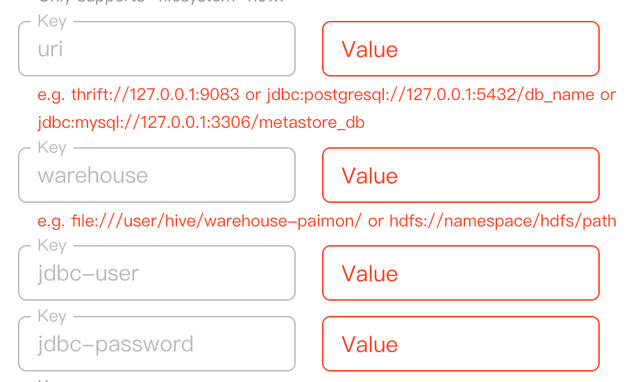 Key
uri
Value
e.g. thrift://127.0.0.1:9083 or jdbc:postgresql://127.0.0.1:5432/db_name or
jdbc:mysql://127.0.0.1:3306/metastore_db
Key
warehouse
Value
e.g. file:///user/hive/warehouse-paimon/ or hdfs://namespace/hdfs/path
Key
jdbc-user
Value
Key
jdbc-password
Value